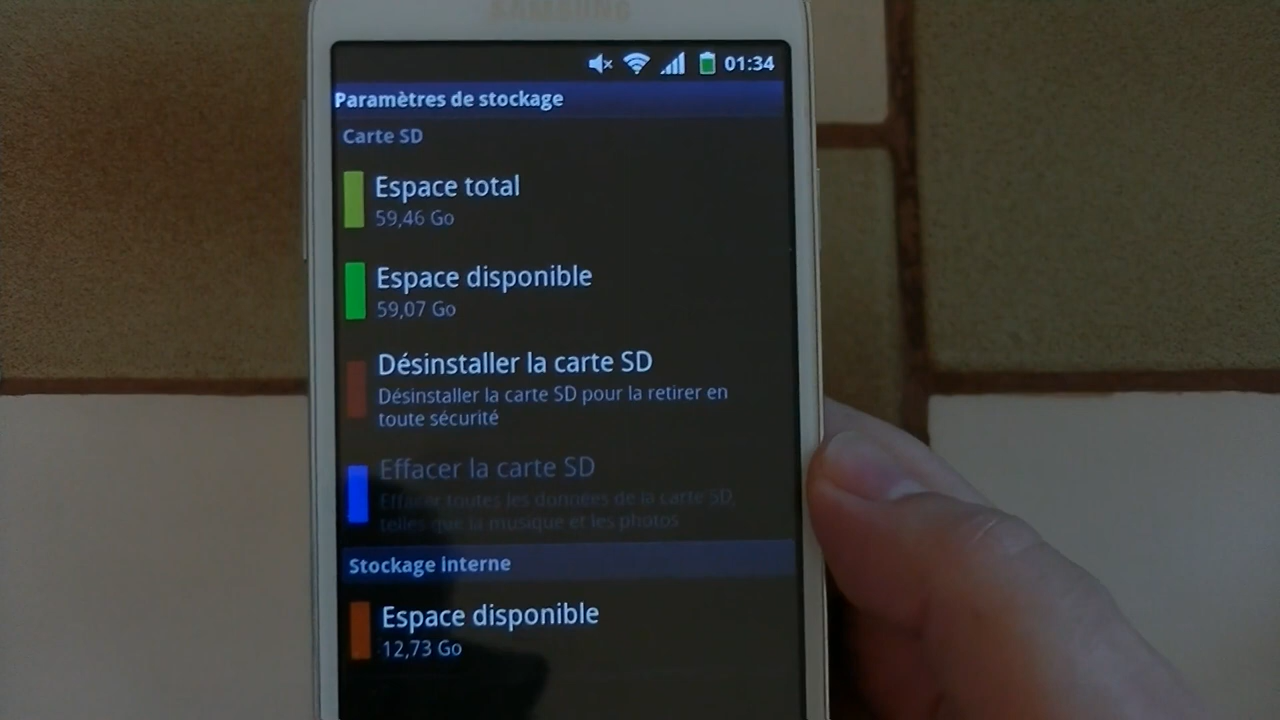 SAMSUNG
01:34
Paramètres de stockage
Carte SD
Espace total
59,46 Go
Espace disponible
59,07 Go
Désinstaller la carte SD
Désinstaller la carte SD pour la retirer en
toute sécurité
Effacer la carte SD
Effacer toutes les données de la carte SD
telles que la musique et les photos
Stockage interne
Espace disponible
12,73 Go